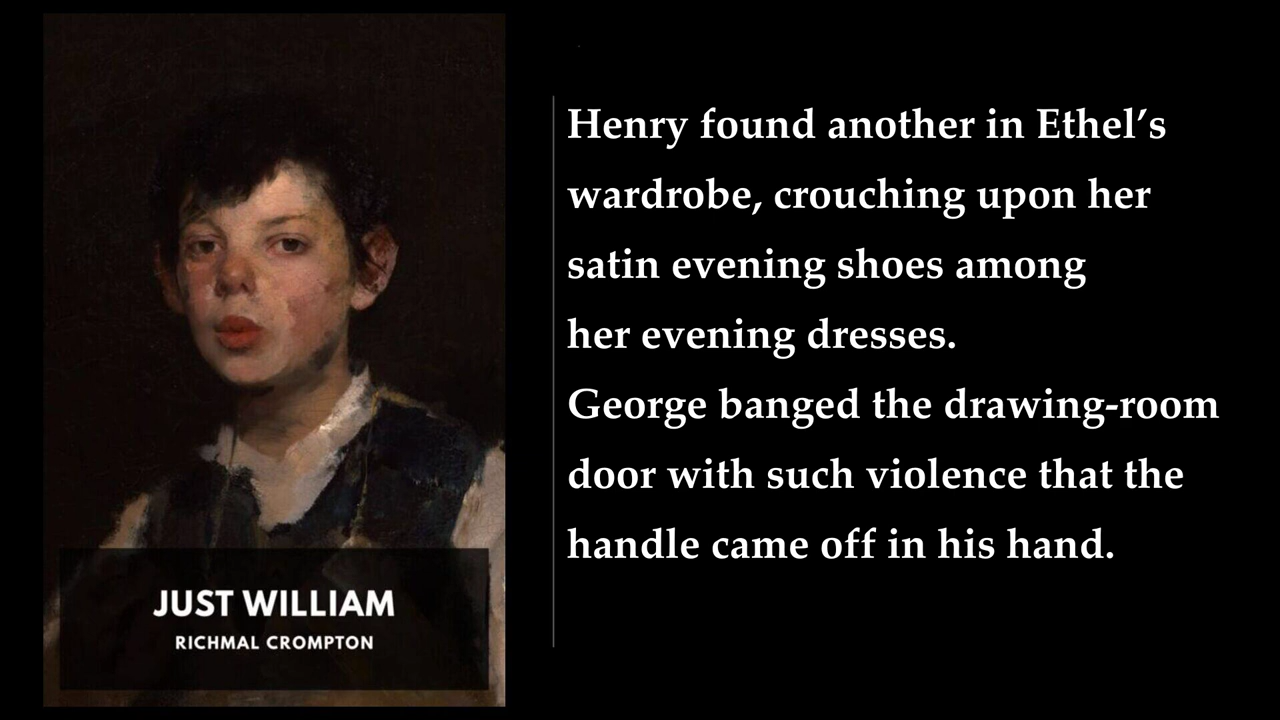 JUST WILLIAM
RICHMAL CROMPTON
Henry found another in Ethel’s
wardrobe, crouching upon her
satin evening shoes among
her evening dresses.
George banged the drawing-room
door with such violence that the
handle came off in his hand.